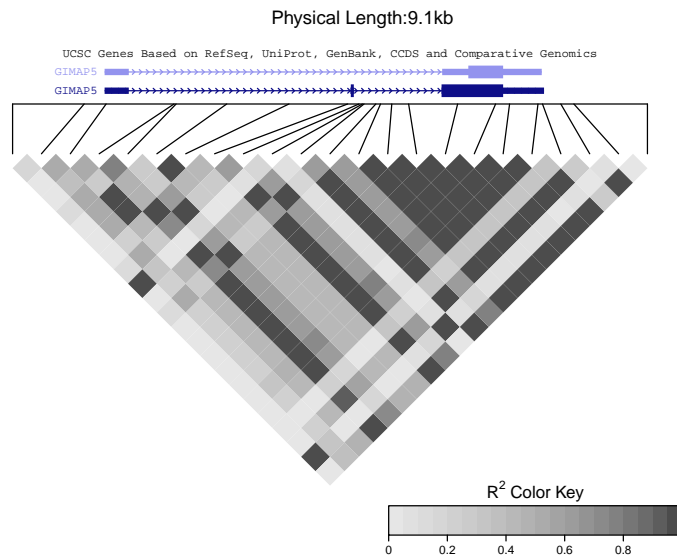 Physical Length:9.1kb
UCSC Genes Based on RefSeq, UniProt, GenBank, CCDS and Comparative Genomics
GIMAP5
GIMAP5
R² Color Key
0 0.2 0.4 0.6 0.8